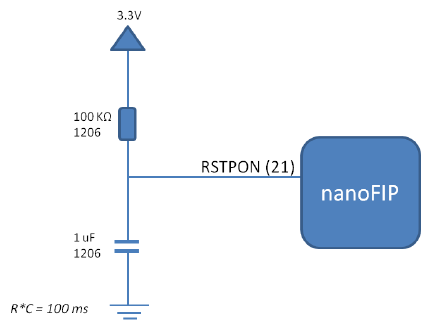 3.3V
100 KΩ
1206
RSTPON (21)
nanoFIP
1 uF
1206
R*C = 100 ms